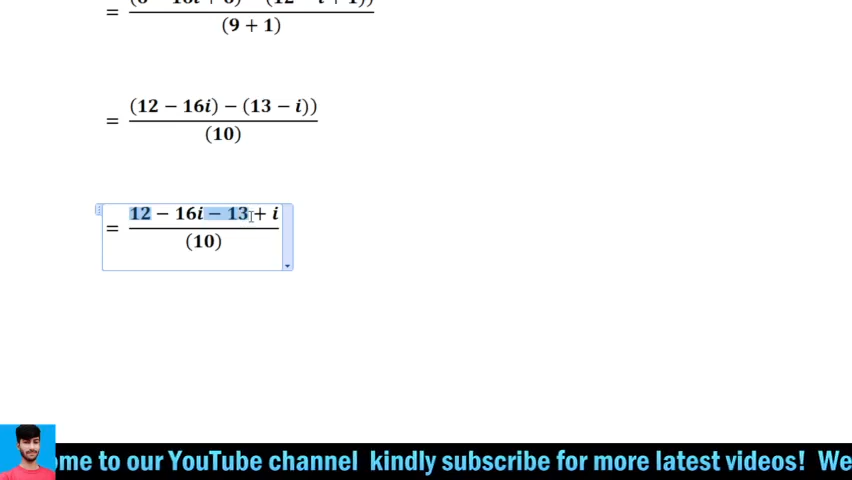 = (9 + 1)
(12 − 16i) − (13 − i))
= (10)
12 − 16i − 13 + i
= (10)
ome to our YouTube channel kindly subscribe for more latest videos! We